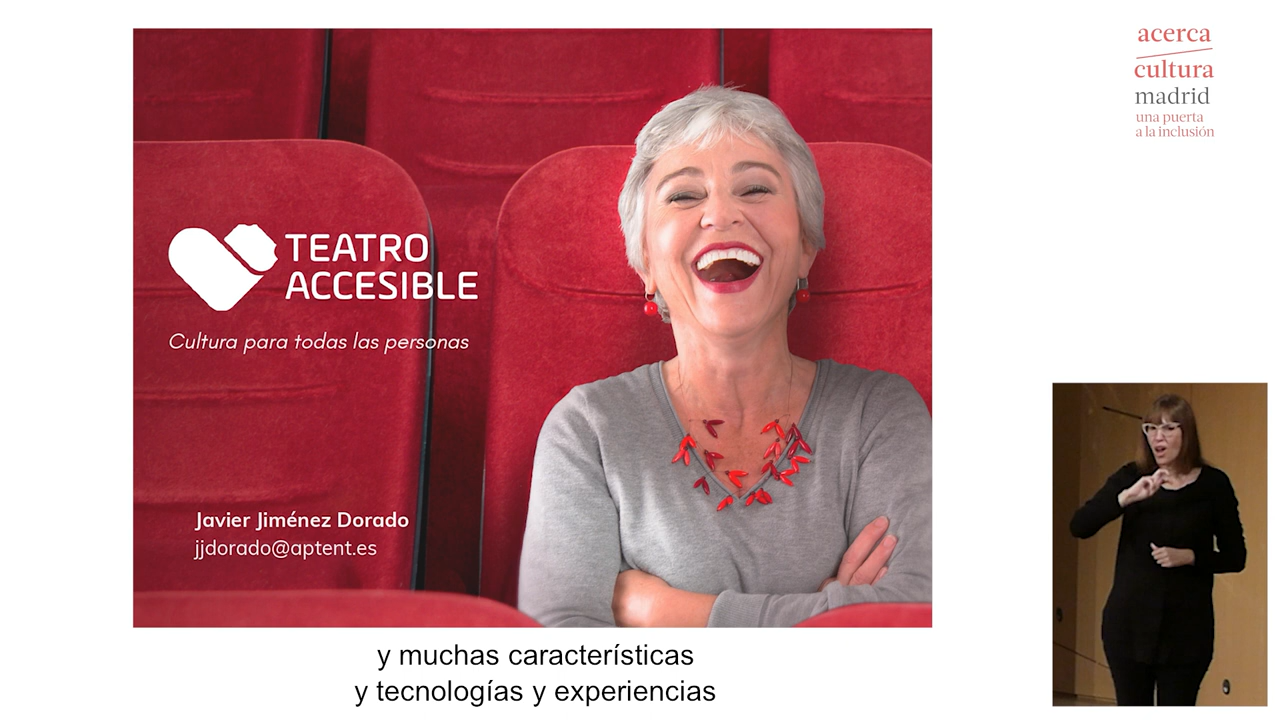 TEATRO
ACCESIBLE
Cultura para todas las personas
Javier Jiménez Dorado
jjdorado@aptent.es
acerca
cultura
madrid
una puerta
a la inclusión
y muchas características
y tecnologías y experiencias